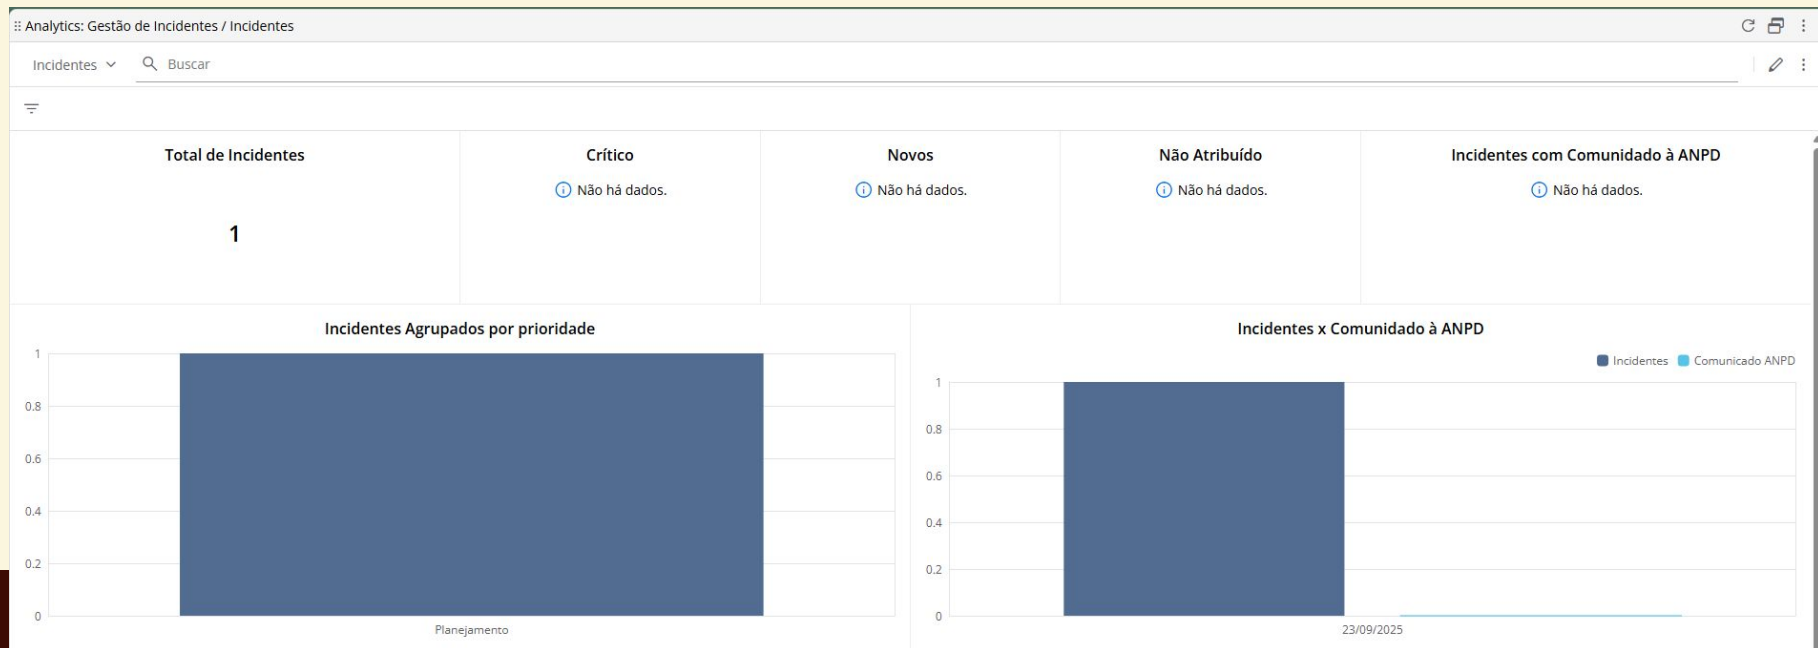 Analytics: Gestão de Incidentes / Incidentes
Incidentes
Buscar
Total de Incidentes
1
Crítico
Não há dados.
Novos
Não há dados.
Não Atribuído
Não há dados.
Incidentes com Comunidado à ANPD
Não há dados.
Incidentes Agrupados por prioridade
1
0.8
0.6
0.4
0.2
0
Planejamento
Incidentes x Comunidado à ANPD
Incidentes Comunicado ANPD
1
0.8
0.6
0.4
0.2
0
23/09/2025